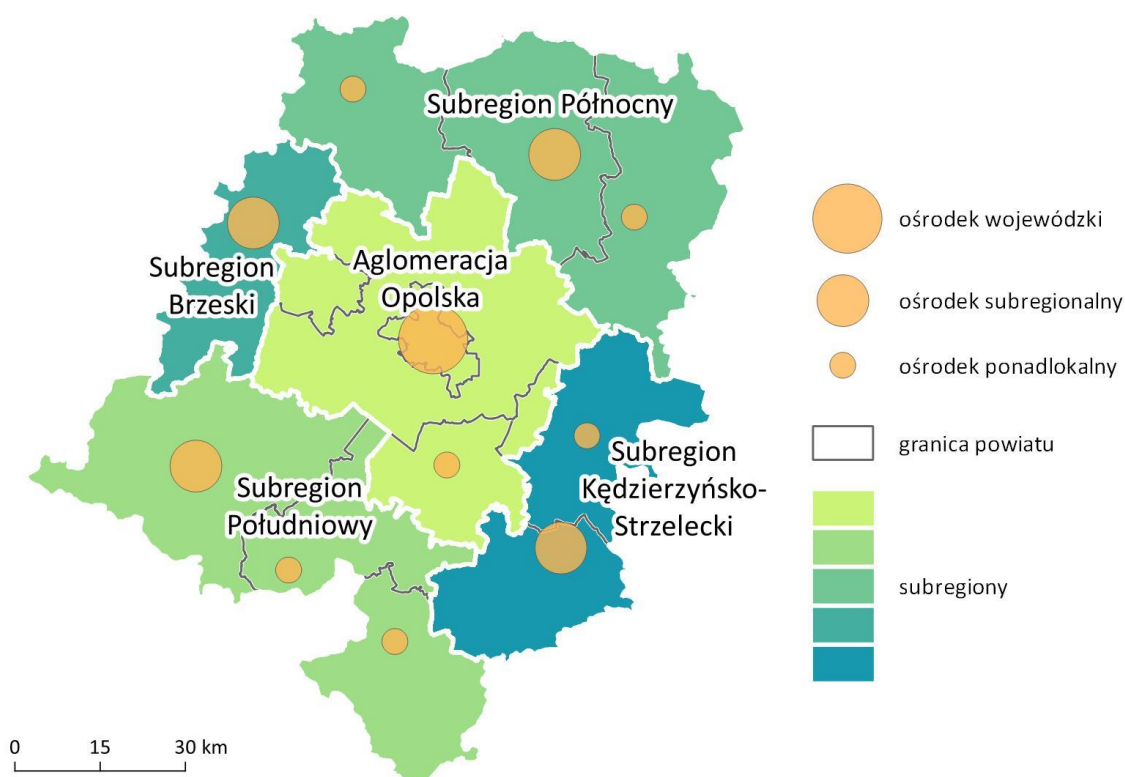 Subregion Północny
Subregion
Brzeski
Aglomeracja
Opolska
Subregion
Kędzierzyńsko-
Strzelecki
Subregion
Południowy
0 15 30 km
ośrodek wojewódzki
ośrodek subregionalny
ośrodek ponadlokalny
granica powiatu
subregiony